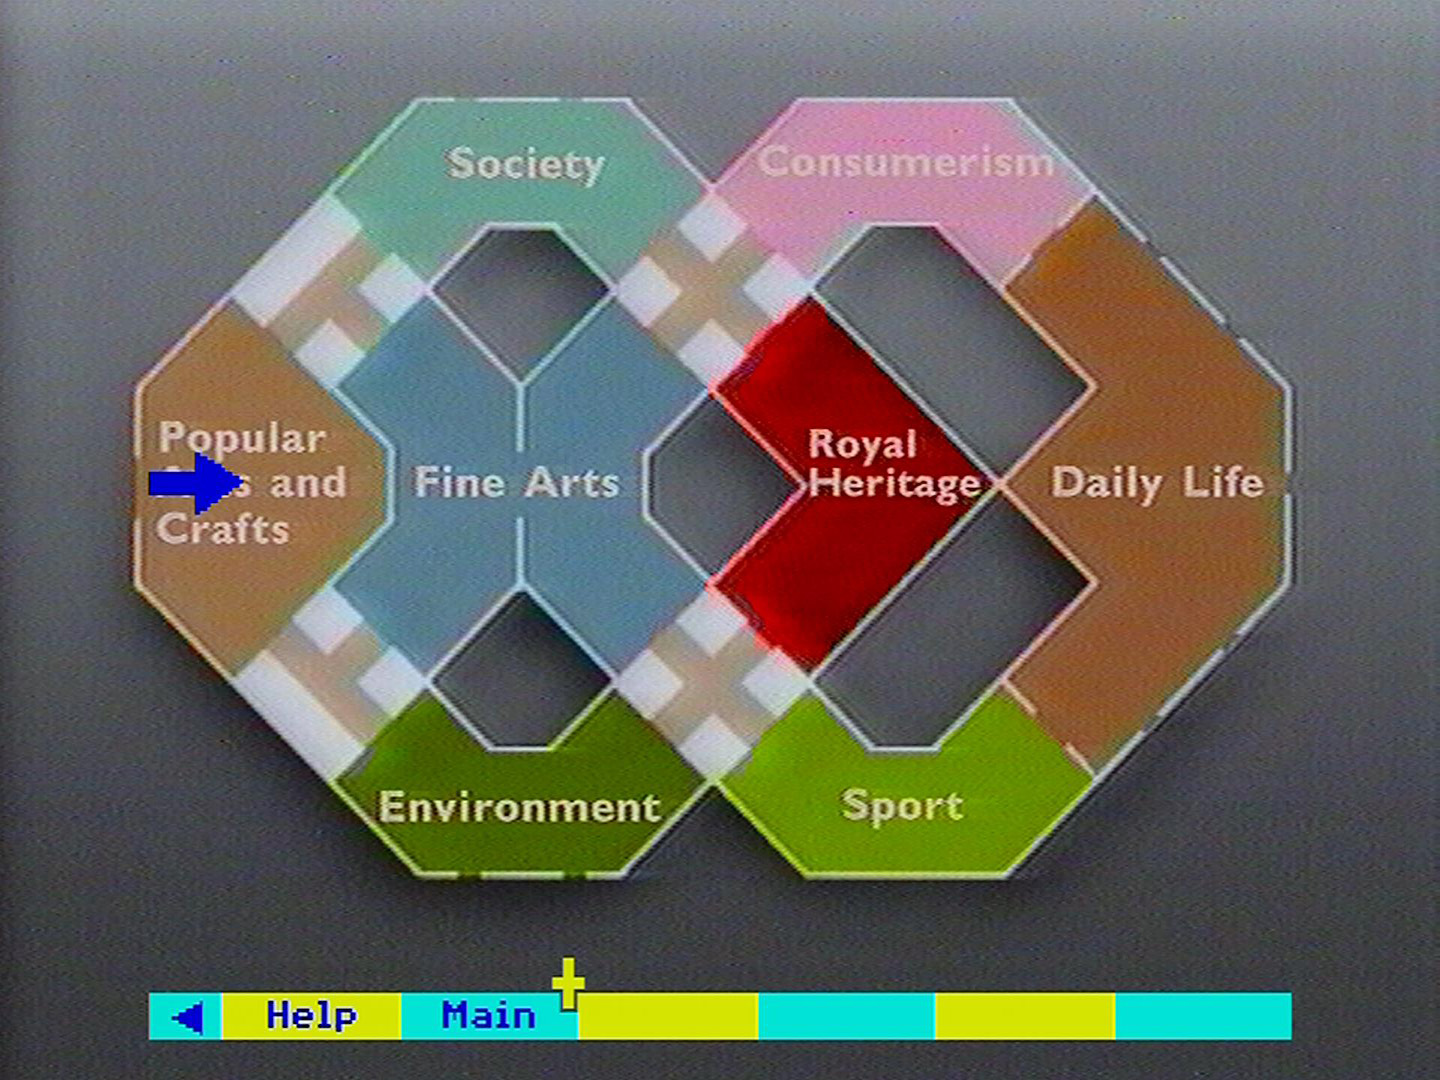 Society
Consumerism
Popular
and
Crafts
Fine Arts
Royal
Heritage
Daily Life
Environment
Sport
Help
Main